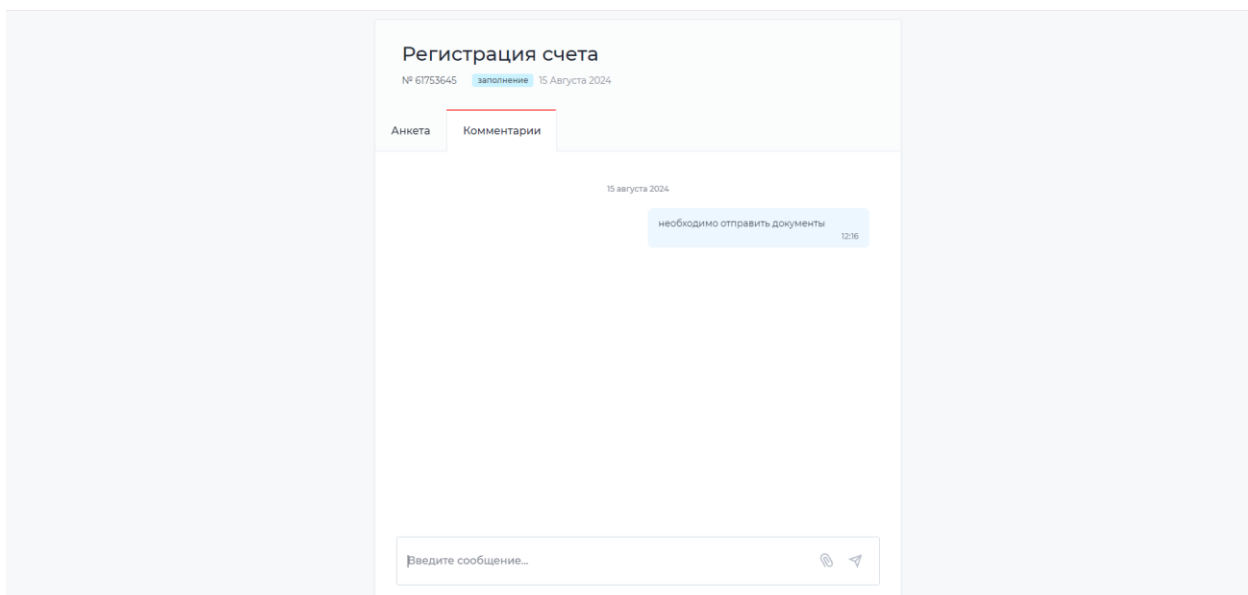 Регистрация счета
№ 61753645 заполнение 15 Августа 2024
Анкета Комментарии
15 августа 2024
необходимо отправить документы
12:16
Введите сообщение...